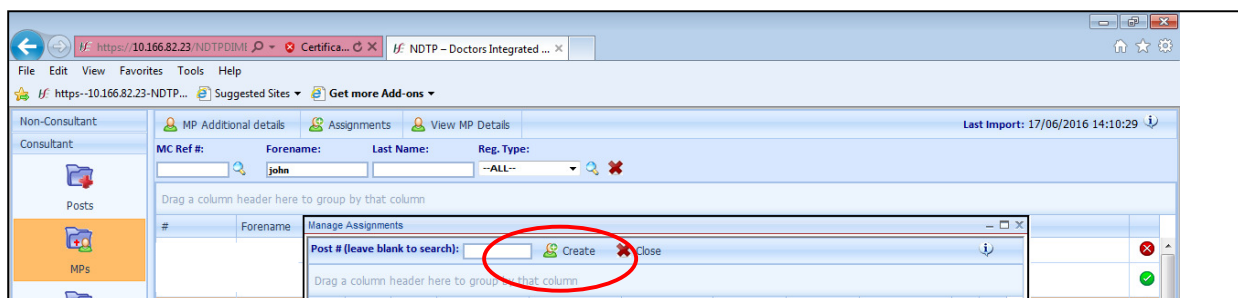 https://10.166.82.23/NDTPDIMI Certifica... NDTP – Doctors Integrated ...
File Edit View Favorites Tools Help
https--10.166.82.23-NDTP... Suggested Sites Get more Add-ons
Non-Consultant
Consultant
Posts
MPs
MP Additional details Assignments View MP Details Last Import: 17/06/2016 14:10:29
MC Ref #: Forename: Last Name: Reg. Type:
john --ALL--
Drag a column header here to group by that column
# Forename
Manage Assignments
Post # (leave blank to search): Create Close
Drag a column header here to group by that column